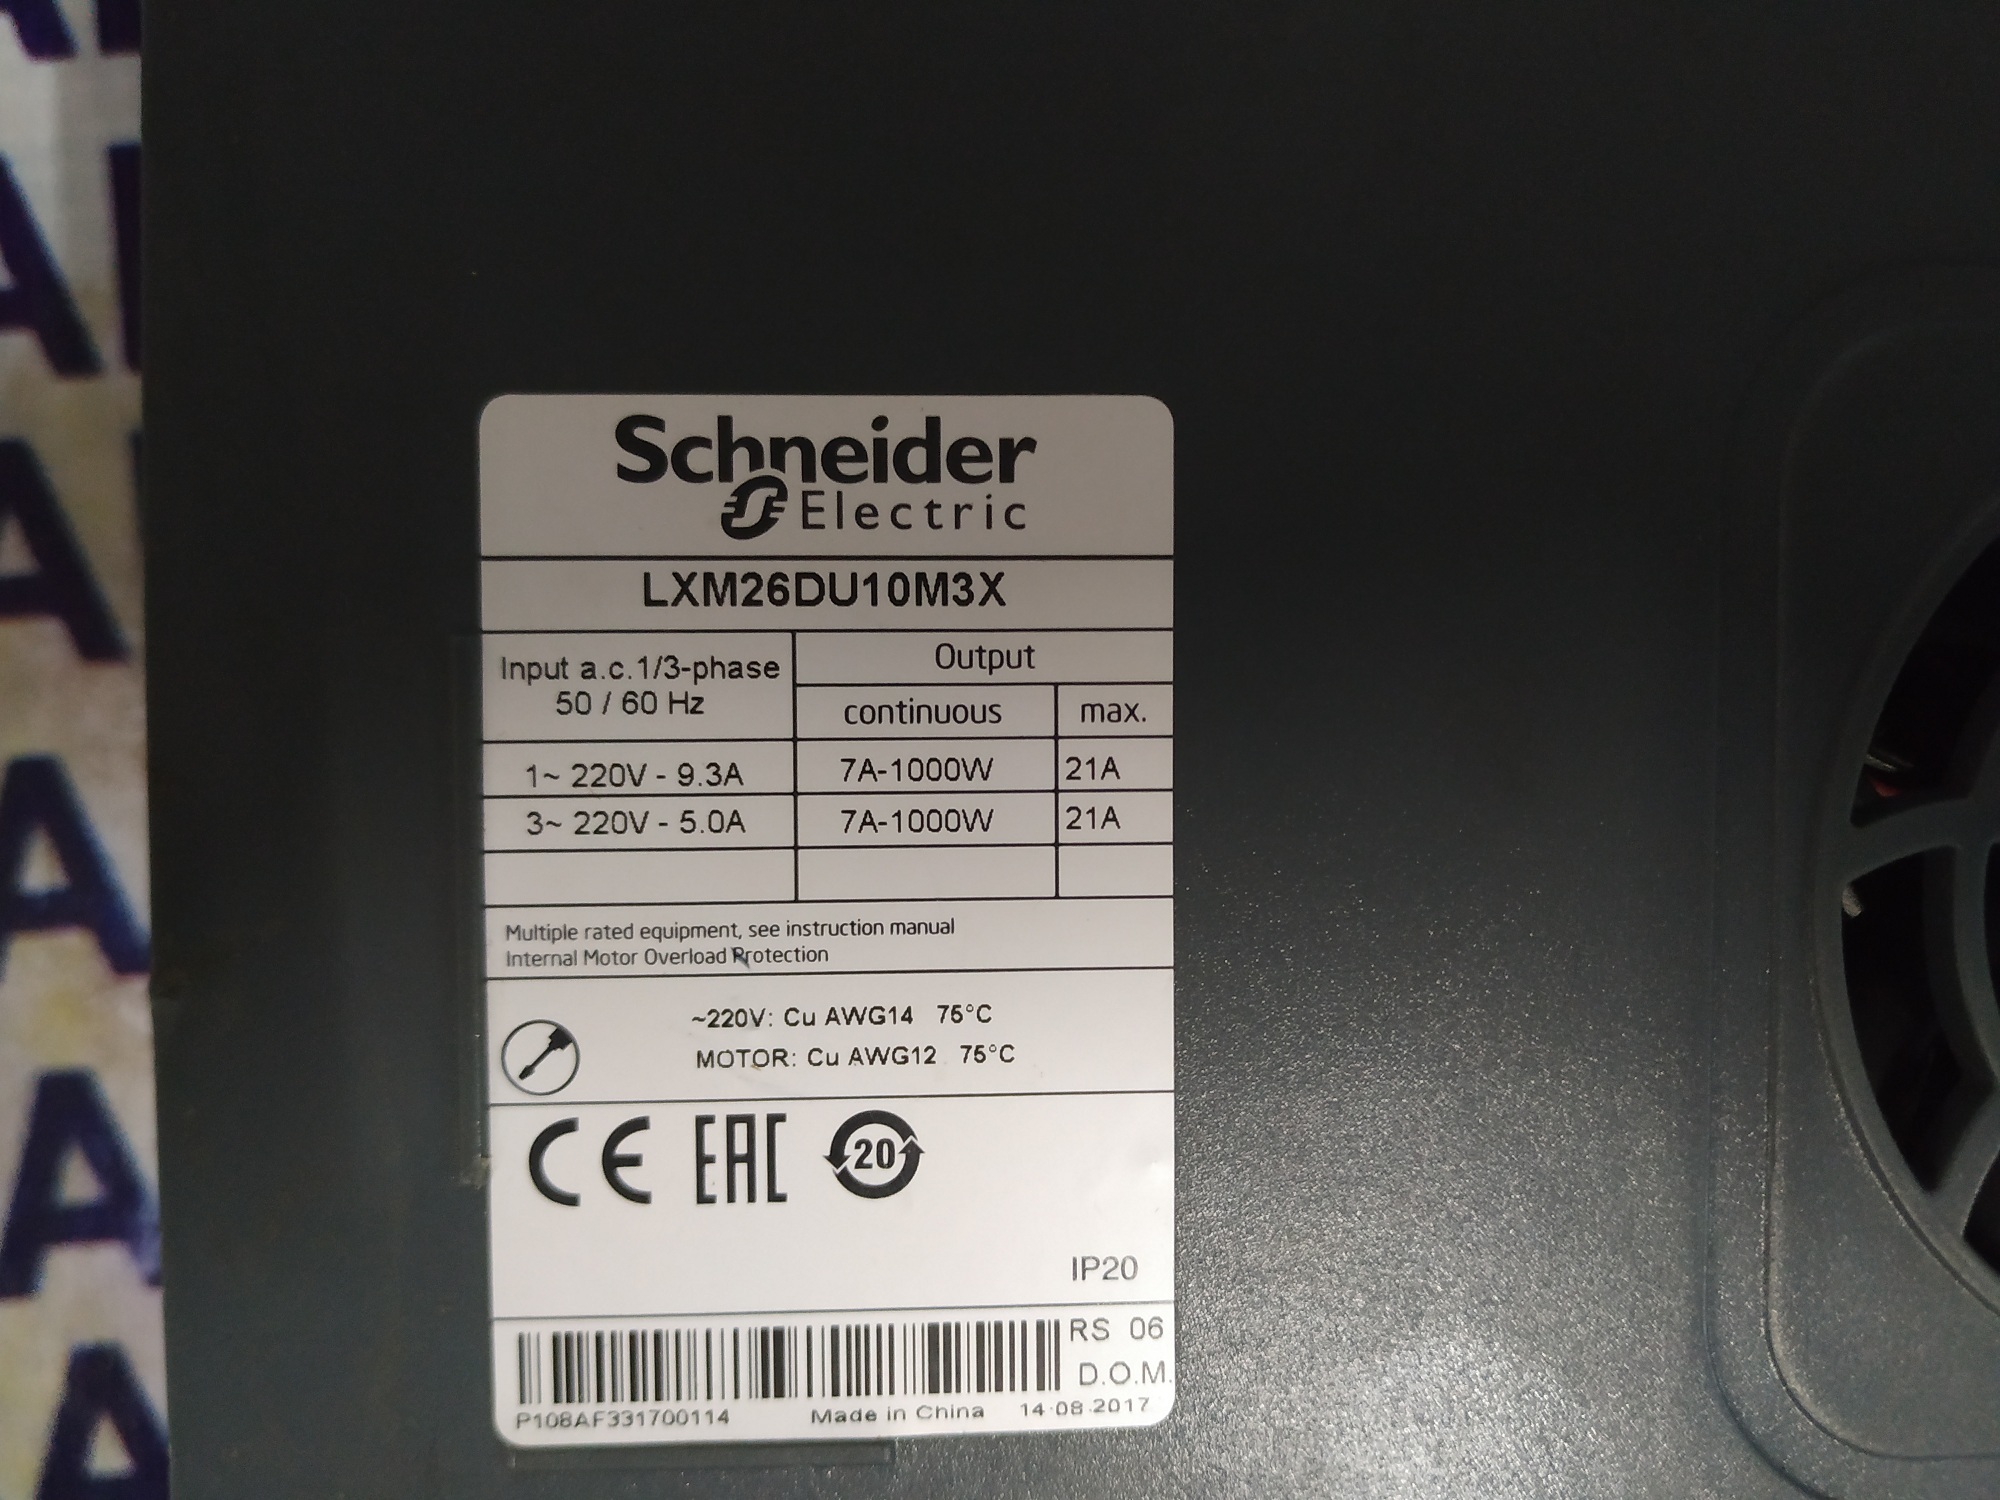 Schneider
Electric
LXM26DU10M3X
Input a.c.1/3-phase
50 / 60 Hz
Output
continuous
max.
1~ 220V - 9.3A
7A-1000W
21A
3~ 220V - 5.0A
7A-1000W
21A
Multiple rated equipment, see instruction manual
Internal Motor Overload Protection
~220V: Cu AWG14 75°C
MOTOR: Cu AWG12 75°C
CE EAC 20
IP20
RS 06
D.O.M.
P108AF331700114 Made in China 14.08.2017